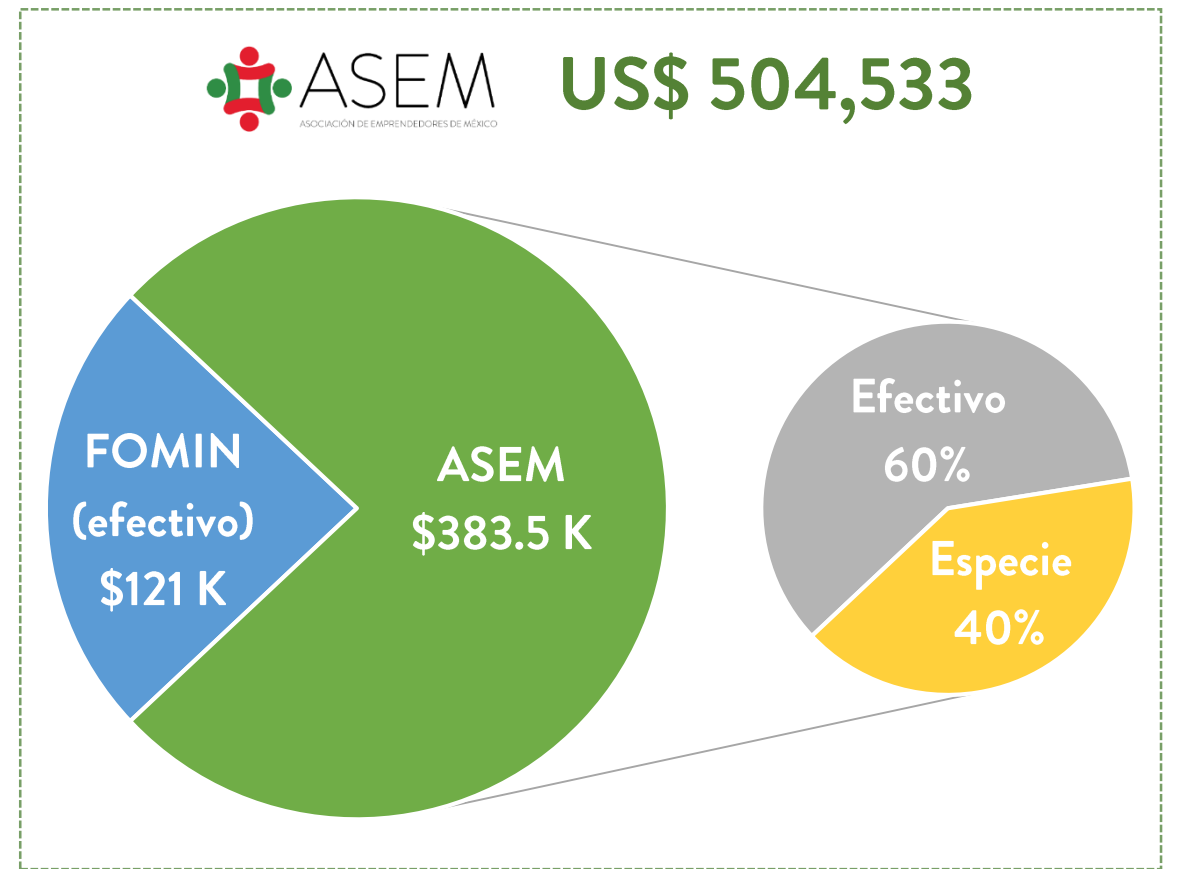 ASEM
ASOCIACIÓN DE EMPRENDEDORES DE MÉXICO
US$ 504,533
FOMIN
(efectivo)
$121 K
ASEM
$383.5 K
Efectivo
60%
Especie
40%